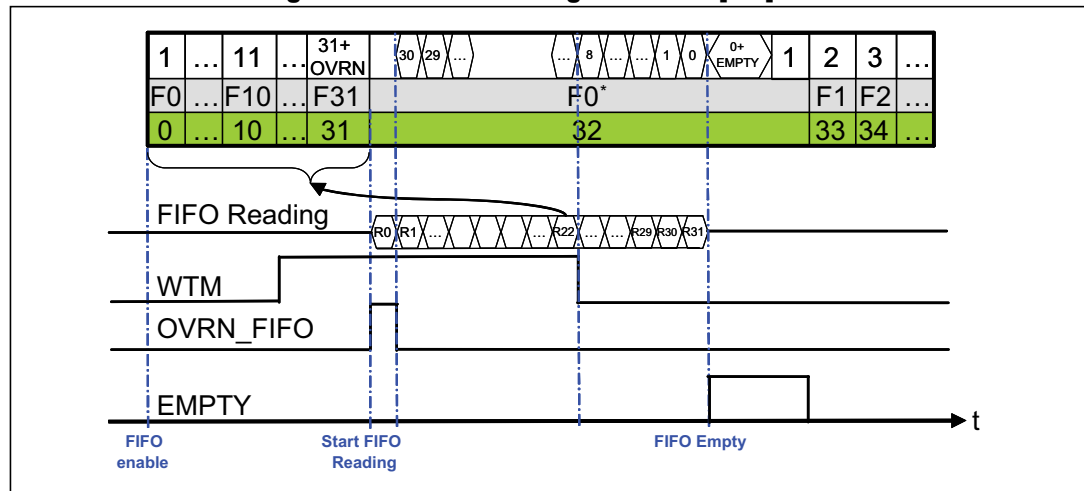 1 … 11 … 31+ OVRN 30 29 … … 8 … … 1 0 0+ EMPTY 1 2 3 …
F0 … F10 … F31 F0* F1 F2 …
0 … 10 … 31 32 33 34 …
FIFO Reading
R0 R1 … … R22 … … R29 R30 R31
WTM
OVRN_FIFO
EMPTY
t
FIFO enable
Start FIFO Reading
FIFO Empty